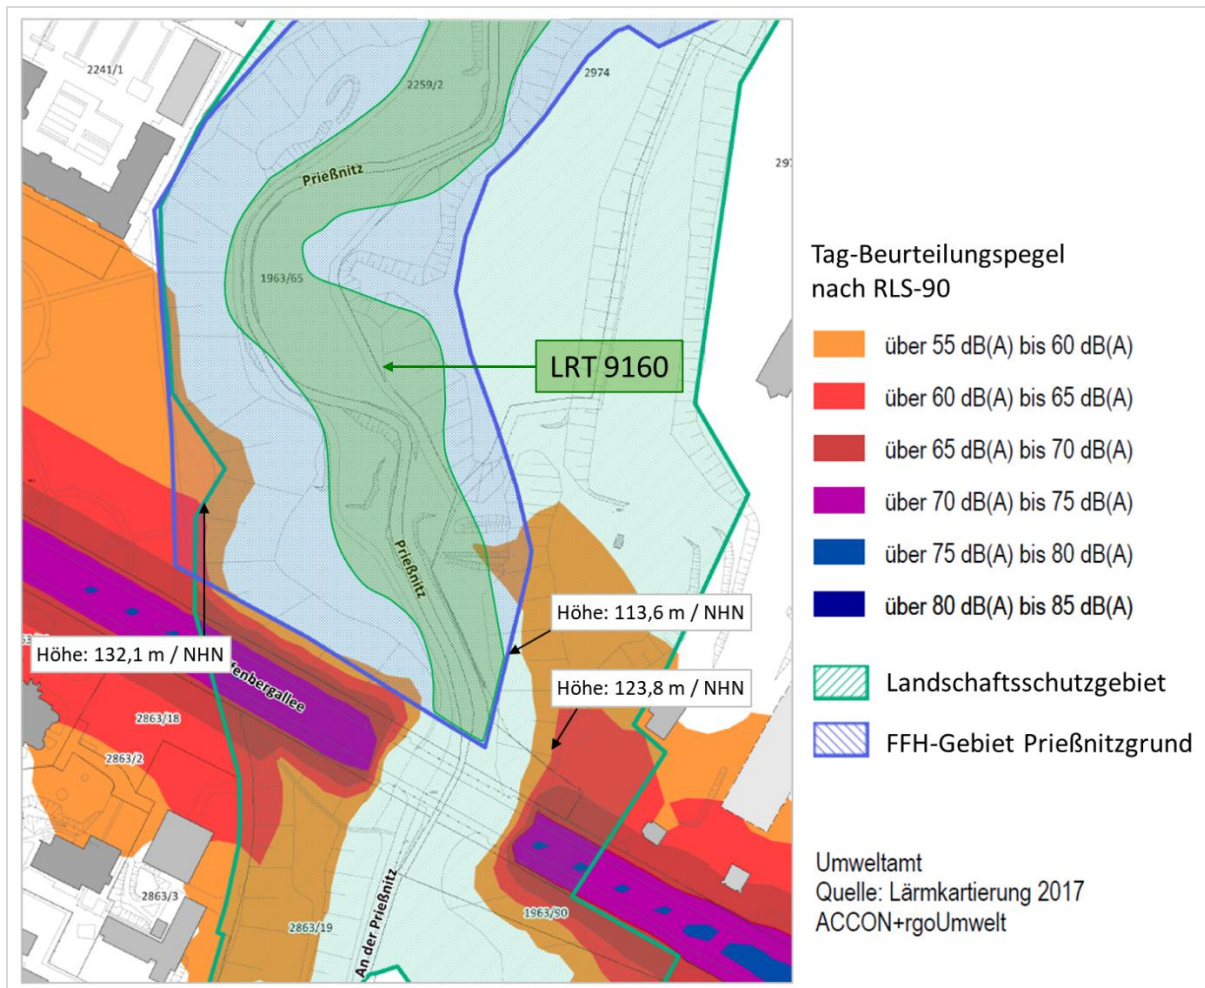 2241/1
2259/2
2974
Prießnitz
1963/65
LRT 9160
Prießnitz
Höhe: 113,6 m / NHN
Höhe: 132,1 m / NHN
Höhe: 123,8 m / NHN
2863/18
2863/2
2863/3
2863/19
1963/90
An der Prießnitz
Tag-Beurteilungspegel
nach RLS-90
über 55 dB(A) bis 60 dB(A)
über 60 dB(A) bis 65 dB(A)
über 65 dB(A) bis 70 dB(A)
über 70 dB(A) bis 75 dB(A)
über 75 dB(A) bis 80 dB(A)
über 80 dB(A) bis 85 dB(A)
Landschaftsschutzgebiet
FFH-Gebiet Prießnitzgrund
Umweltamt
Quelle: Lärmkartierung 2017
ACCON+rgoUmwelt